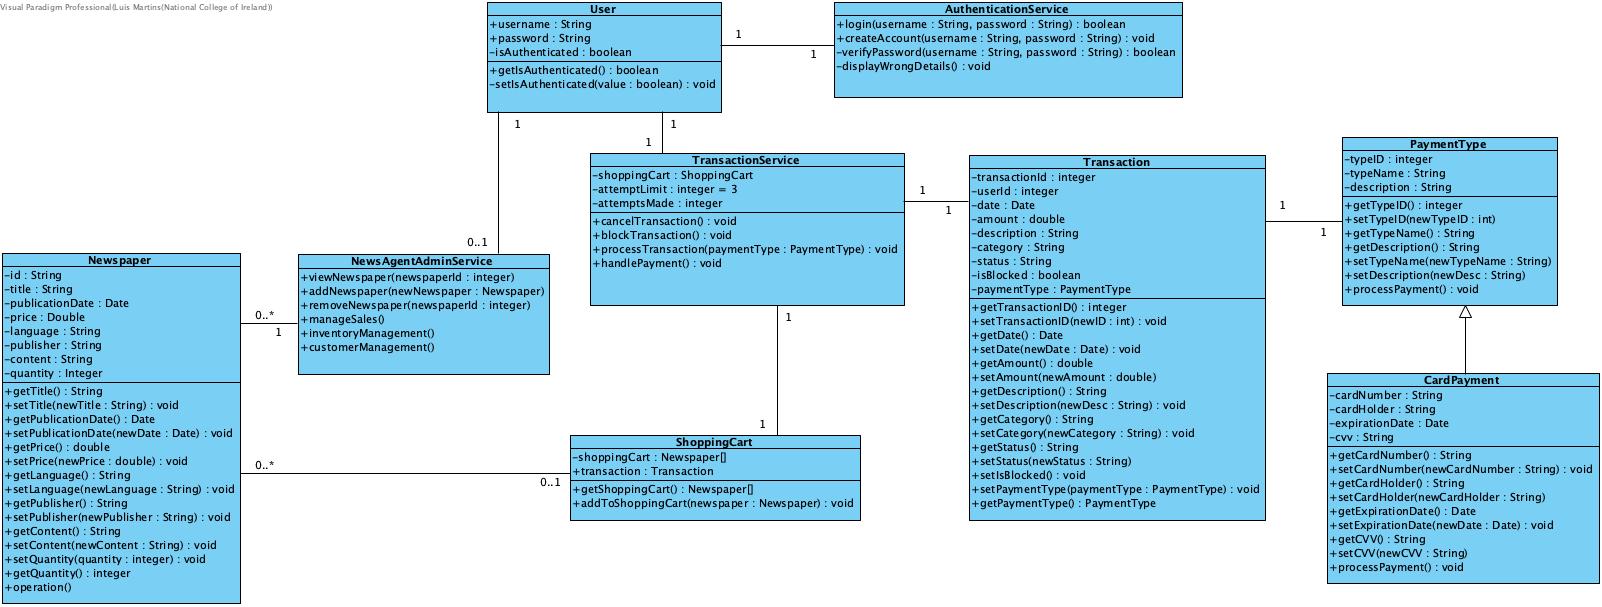 Visual Paradigm Professional(Luis Martins(National College of Ireland))
User
+username : String
+password : String
-isAuthenticated : boolean
+getIsAuthenticated() : boolean
-setIsAuthenticated(value : boolean) : void
1
1
AuthenticationService
+login(username : String, password : String) : boolean
+createAccount(username : String, password : String) : void
-verifyPassword(username : String, password : String) : boolean
-displayWrongDetails() : void
1
0..1
1
1
TransactionService
-shoppingCart : ShoppingCart
-attemptLimit : integer = 3
-attemptsMade : integer
+cancelTransaction() : void
+blockTransaction() : void
+processTransaction(paymentType : PaymentType) : void
+handlePayment() : void
1
1
Transaction
-transactionId : integer
-userId : integer
-date : Date
-amount : double
-description : String
-category : String
-status : String
-isBlocked : boolean
-paymentType : PaymentType
+getTransactionID() : integer
+setTransactionID(newID : int) : void
+getDate() : Date
+setDate(newDate : Date) : void
+getAmount() : double
+setAmount(newAmount : double)
+getDescription() : String
+setDescription(newDesc : String) : void
+getCategory() : String
+setCategory(newCategory : String) : void
+getStatus() : String
+setStatus(newStatus : String)
+setIsBlocked() : void
+setPaymentType(paymentType : PaymentType) : void
+getPaymentType() : PaymentType
1
1
PaymentType
-typeID : integer
-typeName : String
-description : String
+getTypeID() : integer
+setTypeID(newTypeID : int)
+getTypeName() : String
+getDescription() : String
+setTypeName(newTypeName : String)
+setDescription(newDesc : String)
+processPayment() : void
Newspaper
-id : String
-title : String
-publicationDate : Date
-price : Double
-language : String
-publisher : String
-content : String
-quantity : Integer
+getTitle() : String
+setTitle(newTitle : String) : void
+getPublicationDate() : Date
+setPublicationDate(newDate : Date) : void
+getPrice() : double
+setPrice(newPrice : double) : void
+getLanguage() : String
+setLanguage(newLanguage : String) : void
+getPublisher() : String
+setPublisher(newPublisher : String) : void
+getContent() : String
+setContent(newContent : String) : void
+setQuantity(quantity : integer) : void
+getQuantity() : integer
+operation()
0..*
1
NewsAgentAdminService
+viewNewspaper(newspaperId : integer)
+addNewspaper(newNewspaper : Newspaper)
+removeNewspaper(newspaperId : integer)
+manageSales()
+inventoryManagement()
+customerManagement()
1
1
0..*
0..1
ShoppingCart
-shoppingCart : Newspaper[]
+transaction : Transaction
+getShoppingCart() : Newspaper[]
+addToShoppingCart(newspaper : Newspaper) : void
CardPayment
-cardNumber : String
-cardHolder : String
-expirationDate : Date
-cvv : String
+getCardNumber() : String
+setCardNumber(newCardNumber : String) : void
+getCardHolder() : String
+setCardHolder(newCardHolder : String)
+getExpirationDate() : Date
+setExpirationDate(newDate : Date) : void
+getCVV() : String
+setCVV(newCVV : String)
+processPayment() : void